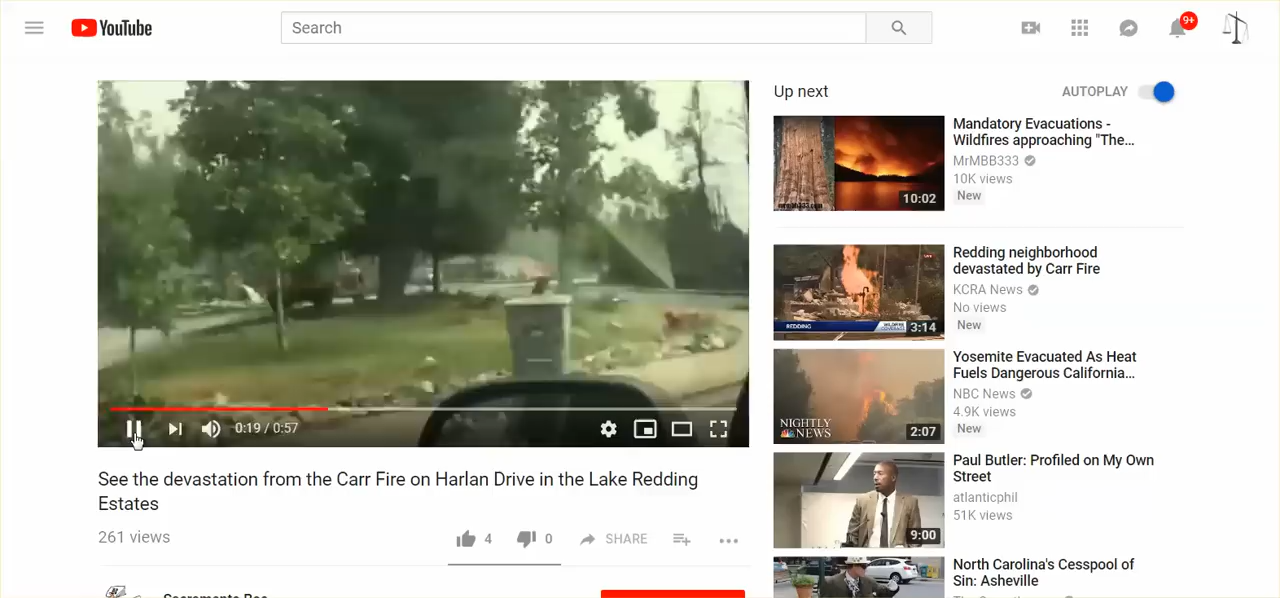 YouTube
Search
9+
0:19 / 0:57
See the devastation from the Carr Fire on Harlan Drive in the Lake Redding
Estates
261 views
4
0
SHARE
Sacramento Bee
Up next
AUTOPLAY
10:02
Mandatory Evacuations -
Wildfires approaching "The...
MrMBB333
10K views
New
REDDING
3:14
Redding neighborhood
devastated by Carr Fire
KCRA News
No views
New
NIGHTLY
NEWS
2:07
Yosemite Evacuated As Heat
Fuels Dangerous California...
NBC News
4.9K views
New
9:00
Paul Butler: Profiled on My Own
Street
atlanticphil
51K views
North Carolina's Cesspool of
Sin: Asheville